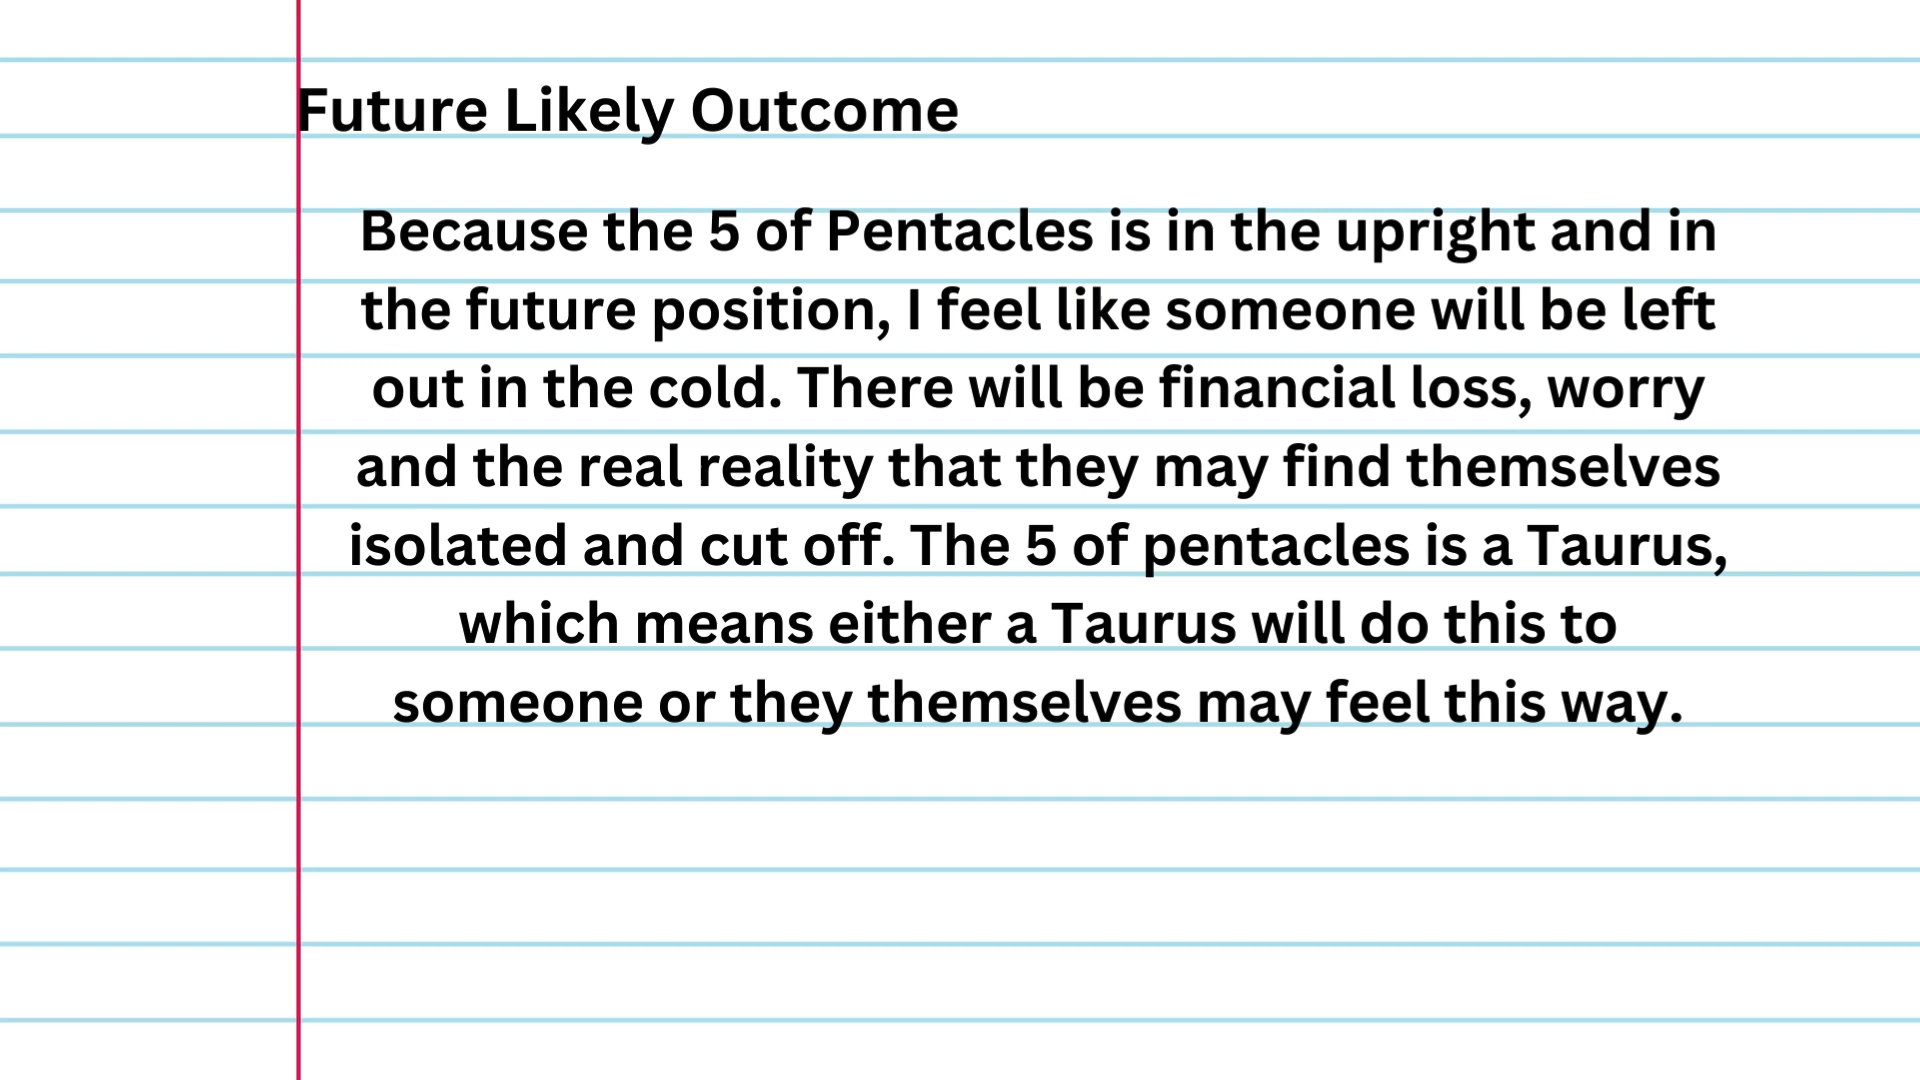 Future Likely Outcome
Because the 5 of Pentacles is in the upright and in
the future position, I feel like someone will be left
out in the cold. There will be financial loss, worry
and the real reality that they may find themselves
isolated and cut off. The 5 of pentacles is a Taurus,
which means either a Taurus will do this to
someone or they themselves may feel this way.